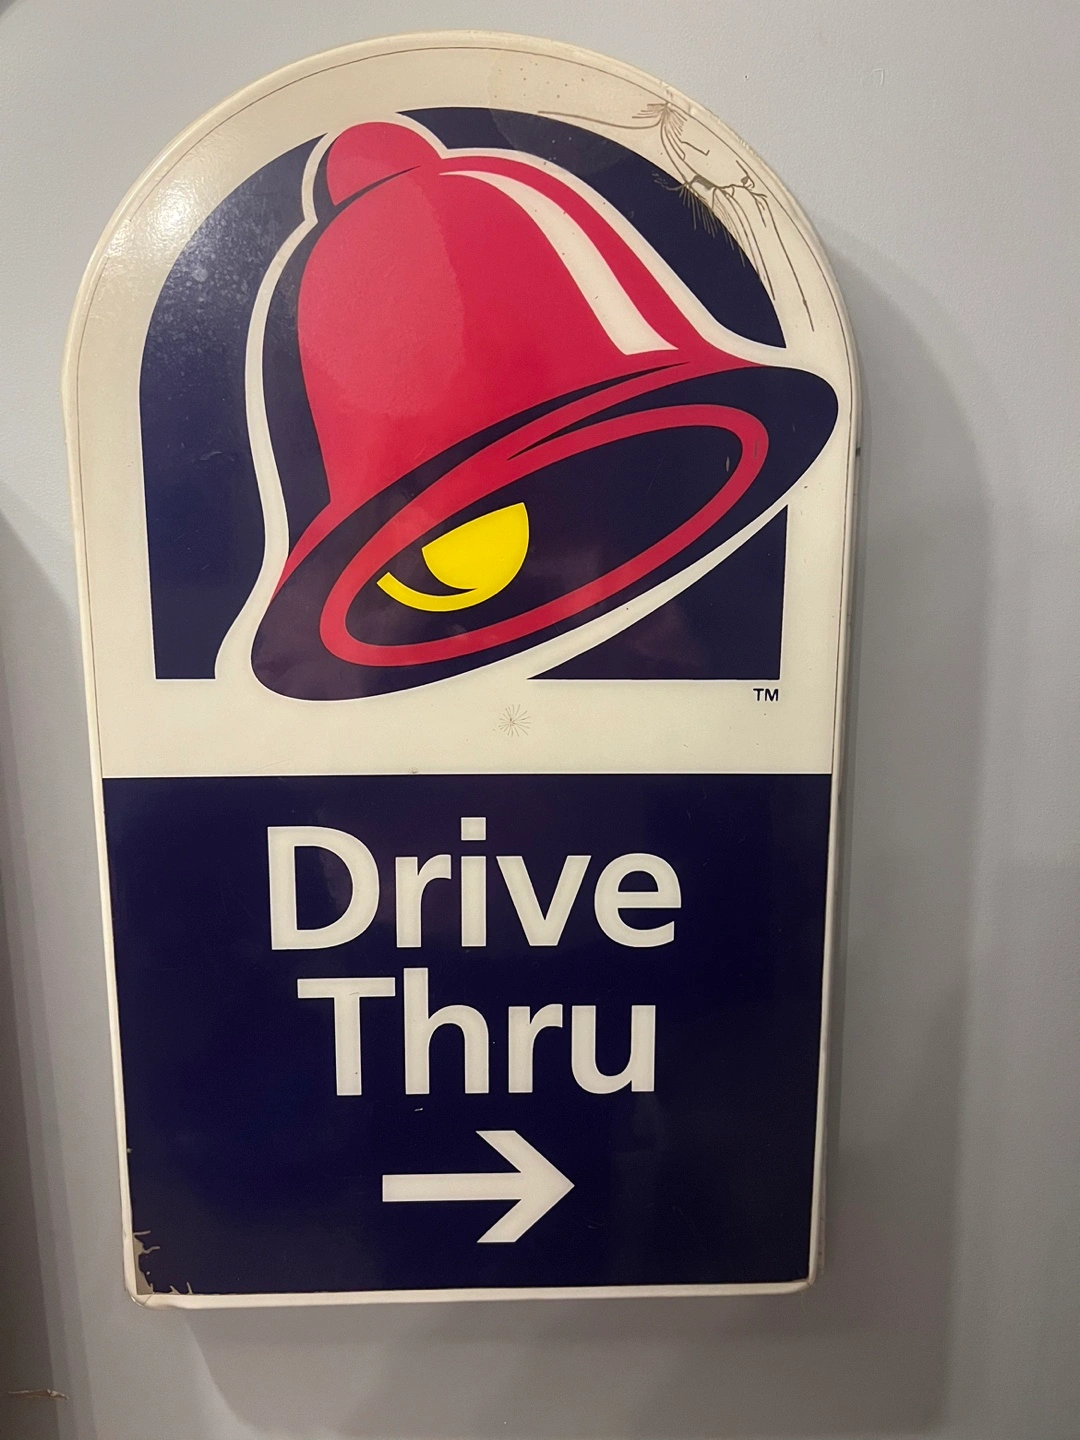 TM
Drive
Thru
→